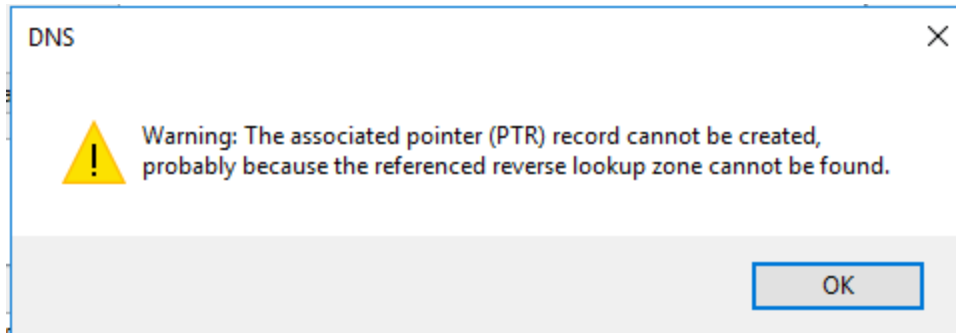 DNS
Warning: The associated pointer (PTR) record cannot be created,
probably because the referenced reverse lookup zone cannot be found.
OK